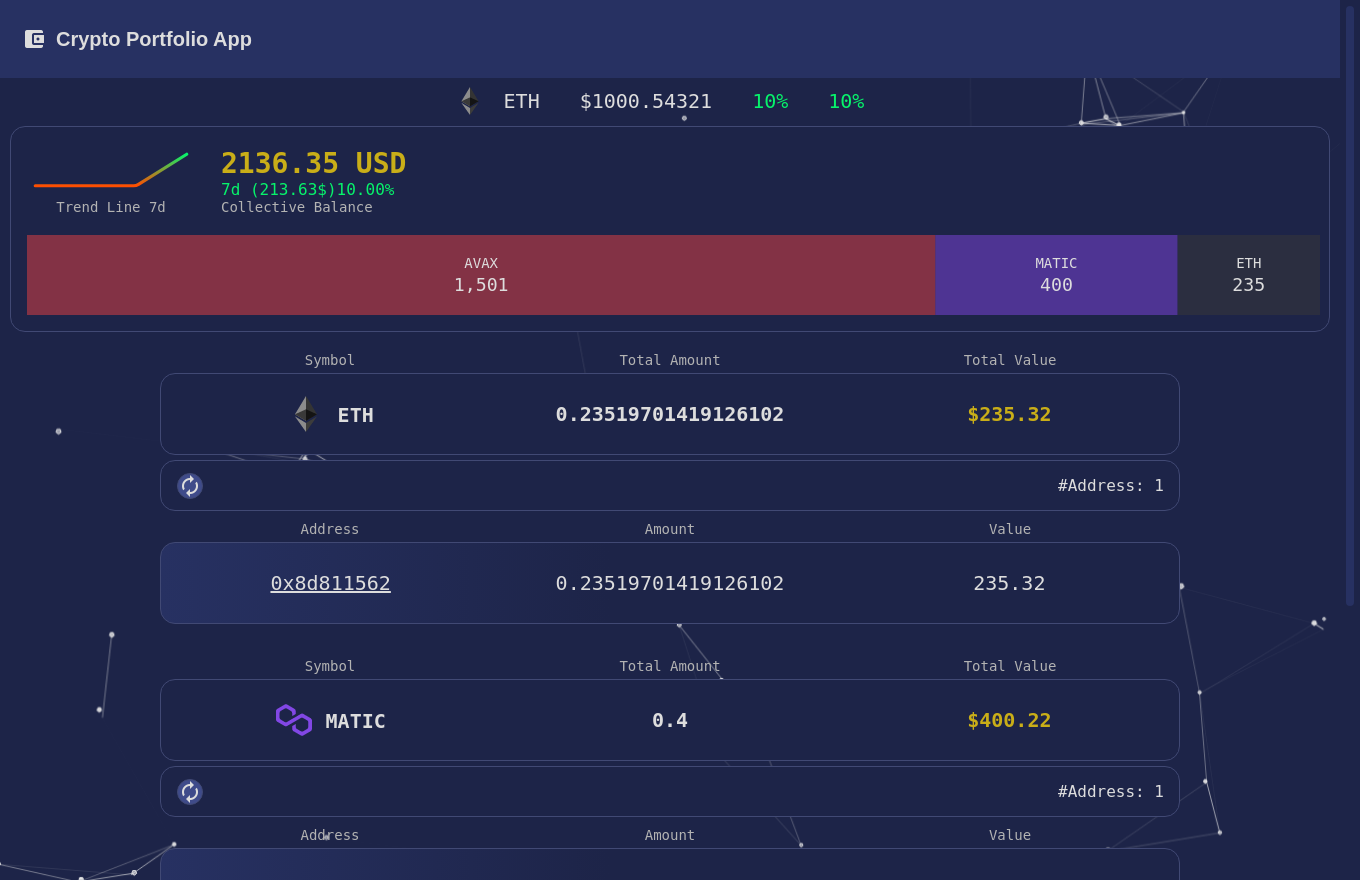 Crypto Portfolio App
ETH $1000.54321 10% 10%
2136.35 USD
7d (213.63$)10.00%
Trend Line 7d Collective Balance
AVAX MATIC ETH
1,501 400 235
Symbol Total Amount Total Value
ETH 0.23519701419126102 $235.32
#Address: 1
Address Amount Value
0x8d811562 0.23519701419126102 235.32
Symbol Total Amount Total Value
MATIC 0.4 $400.22
#Address: 1
Address Amount Value